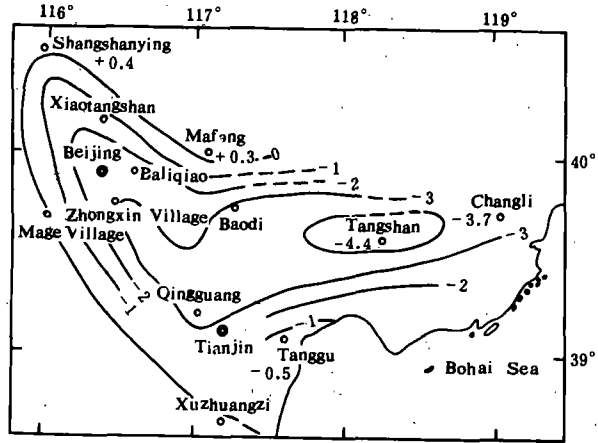 116° 117° 118° 119°
Shangshanying
+0.4
Xiaotangshan
Mafang
+0.3 -0
-1
40°
Beijing
Baliqiao
-2
-3
Changli
-3.7
Zhongxin Village
Baodi
Tangshan
-4.4
Mage Village
-3
-2
-1
-2
Qingguang
-1
Tianjin
Tanggu
-0.5
39°
Bohai Sea
Xuzhuangzi